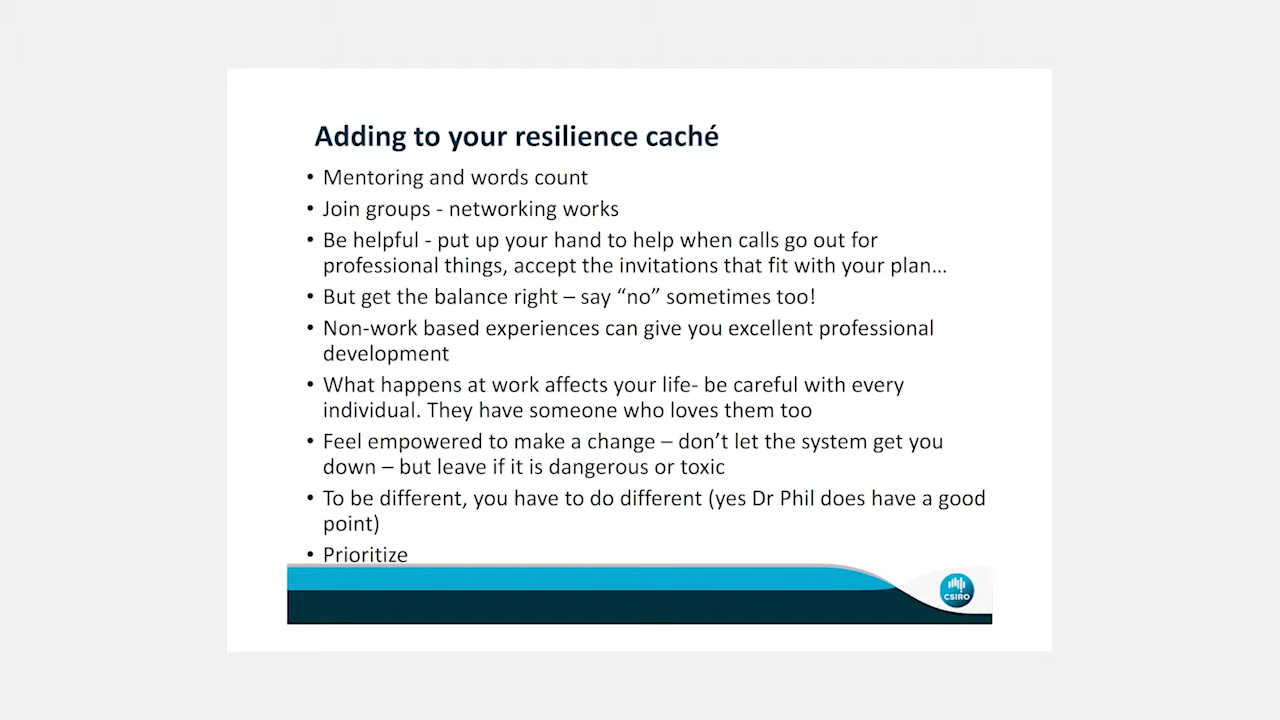 Adding to your resilience caché
• Mentoring and words count
• Join groups - networking works
• Be helpful - put up your hand to help when calls go out for
professional things, accept the invitations that fit with your plan…
• But get the balance right – say “no” sometimes too!
• Non-work based experiences can give you excellent professional
development
• What happens at work affects your life- be careful with every
individual. They have someone who loves them too
• Feel empowered to make a change – don’t let the system get you
down – but leave if it is dangerous or toxic
• To be different, you have to do different (yes Dr Phil does have a good
point)
• Prioritize
CSIRO